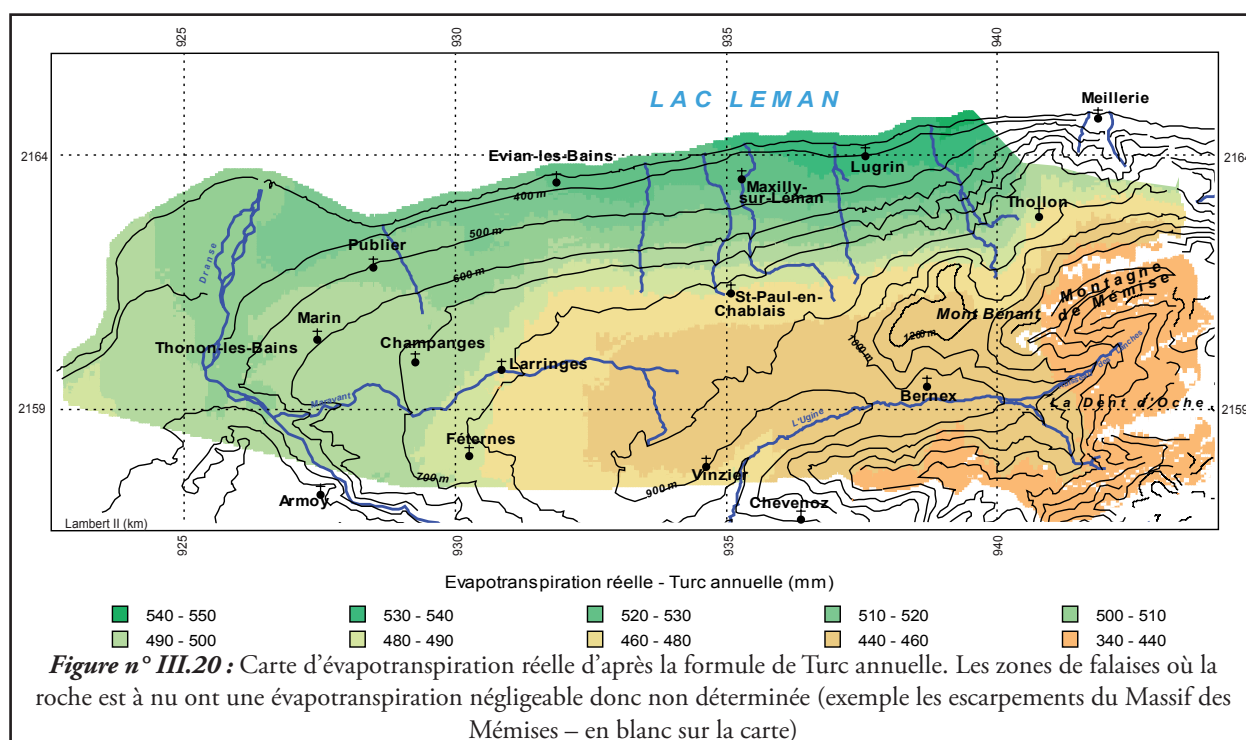 925
930
935
940
LAC LEMAN
Meillerie
2164
2164
Evian-les-Bains
Lugrin
400 m
Maxilly-
sur-Léman
Thollon
500 m
Publier
Dranse
600 m
Montagne
de Mémise
St-Paul-en-
Chablais
Mont Bénant
Marin
1200 m
Thonon-les-Bains
Champanges
1000 m
Larringes
Bernex
Maravant
2159
La Dent d'Oche
2159
L'Ugine
Féternes
Vinzier
700 m
900 m
Armoy
Chevenoz
Lambert II (km)
925
930
935
940
Evapotranspiration réelle - Turc annuelle (mm)
540 - 550
530 - 540
520 - 530
510 - 520
500 - 510
490 - 500
480 - 490
460 - 480
440 - 460
340 - 440
Figure n° III.20 : Carte d'évapotranspiration réelle d'après la formule de Turc annuelle. Les zones de falaises où la
roche est à nu ont une évapotranspiration négligeable donc non déterminée (exemple les escarpements du Massif des
Mémises – en blanc sur la carte)